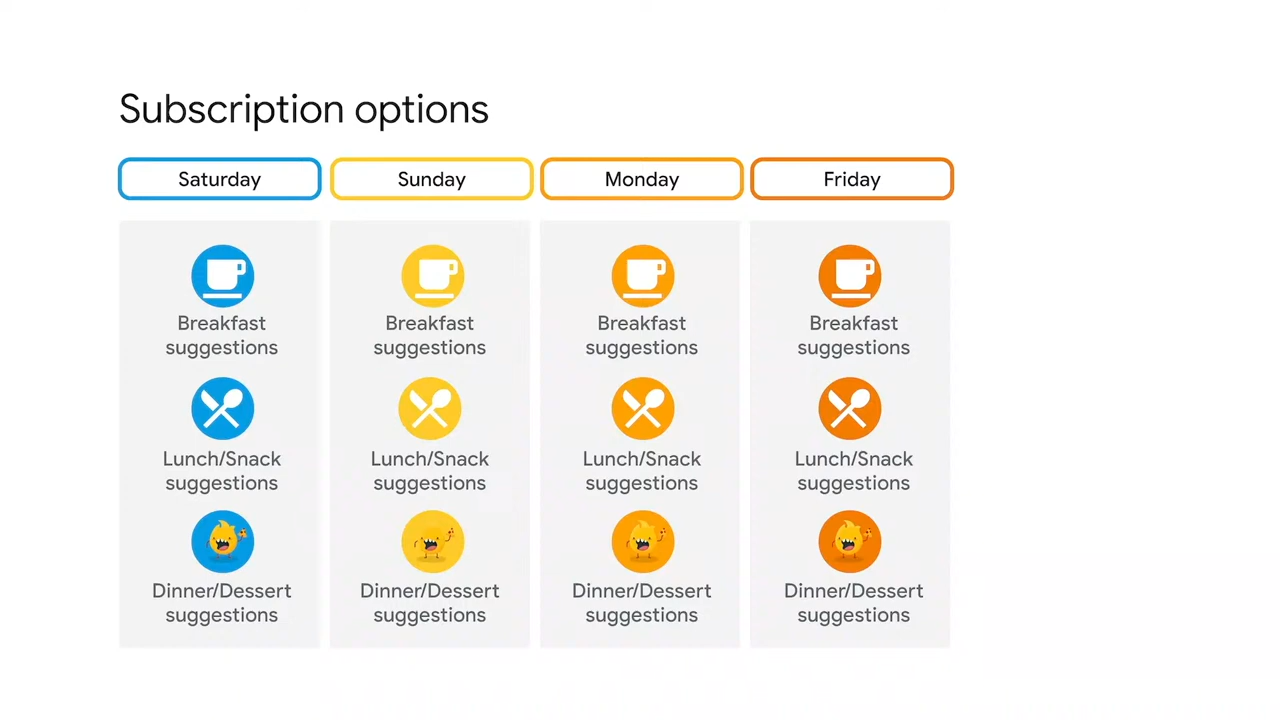 Subscription options
Saturday
Sunday
Monday
Friday
Breakfast
suggestions
Breakfast
suggestions
Breakfast
suggestions
Breakfast
suggestions
Lunch/Snack
suggestions
Lunch/Snack
suggestions
Lunch/Snack
suggestions
Lunch/Snack
suggestions
Dinner/Dessert
suggestions
Dinner/Dessert
suggestions
Dinner/Dessert
suggestions
Dinner/Dessert
suggestions